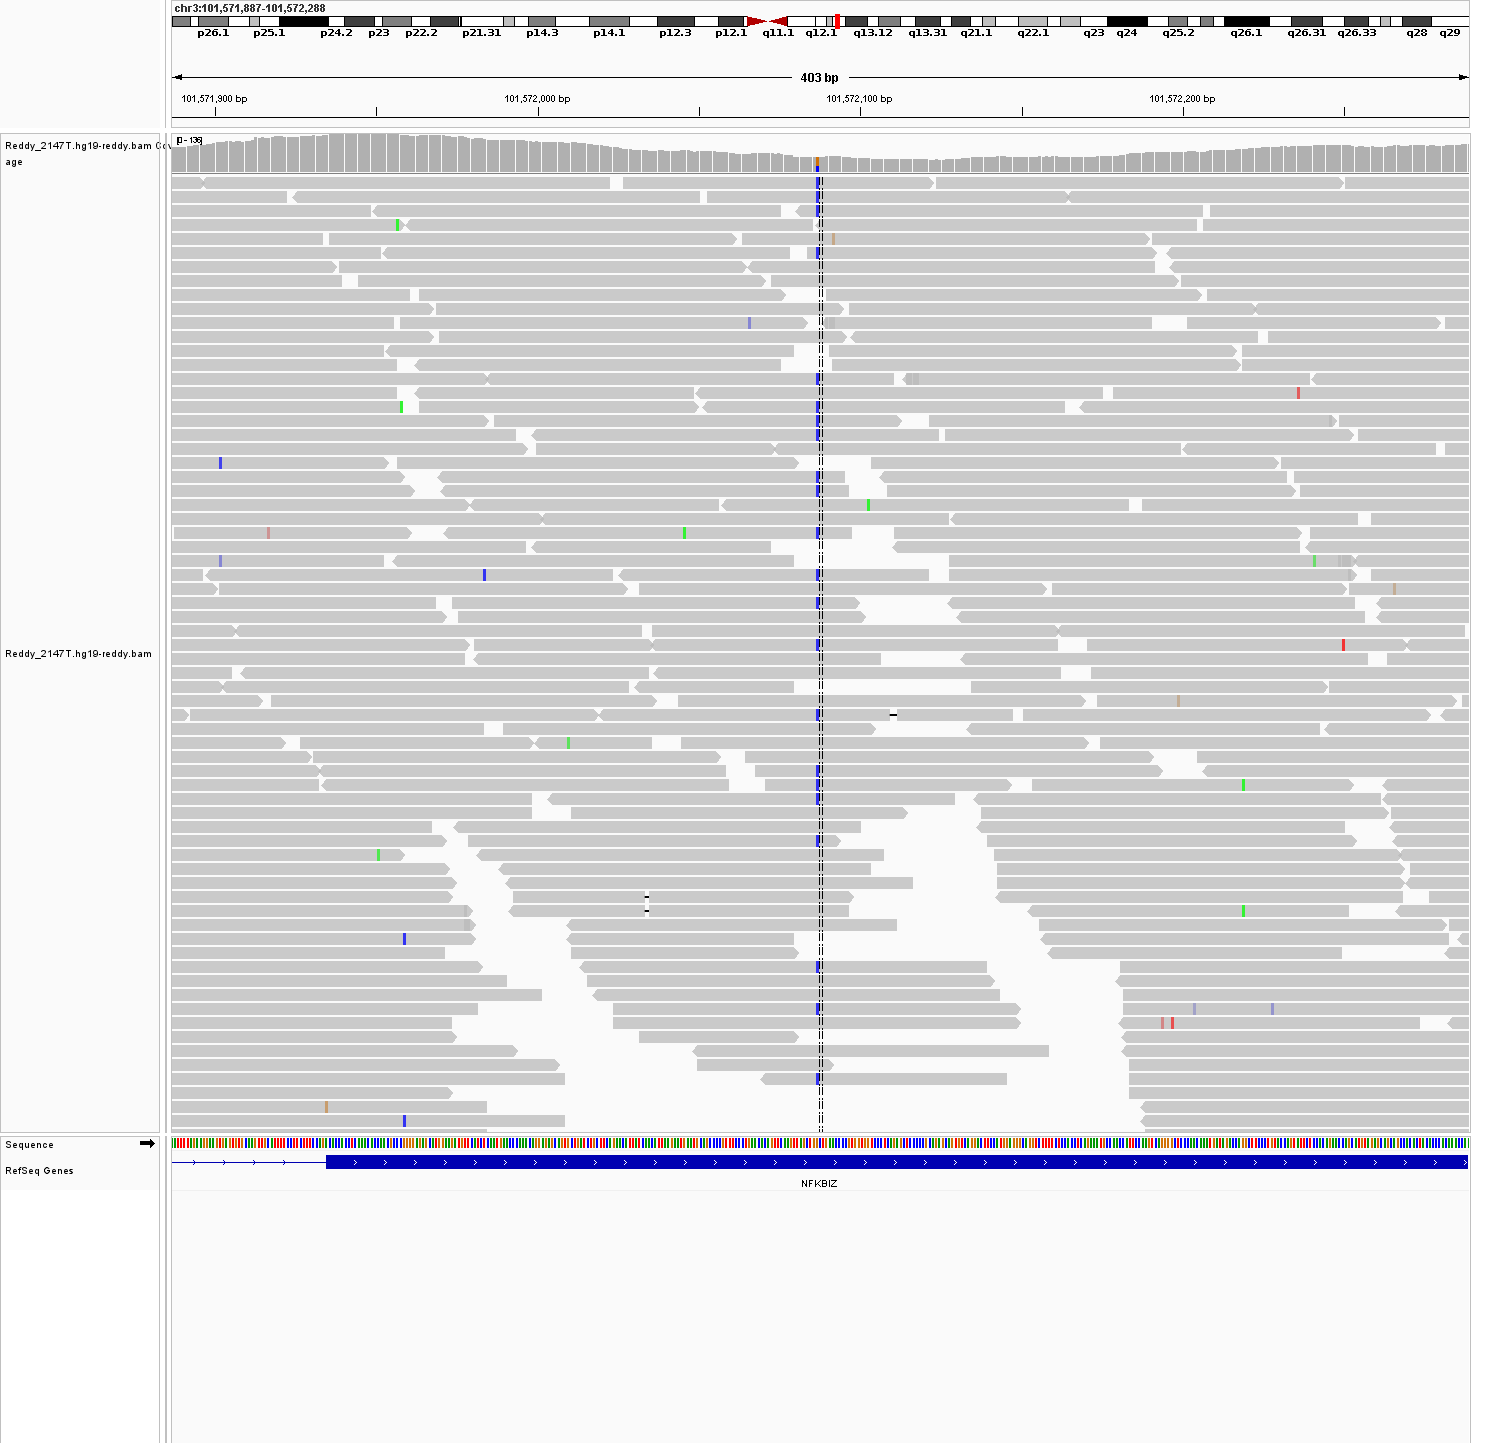 chr3:101,571,887-101,572,288
p26.1 p25.1 p24.2 p23 p22.2 p21.31 p14.3 p14.1 p12.3 p12.1 q11.1 q12.1 q13.12 q13.31 q21.1 q22.1 q23 q24 q25.2 q26.1 q26.31 q26.33 q28 q29
403 bp
101,571,900 bp 101,572,000 bp 101,572,100 bp 101,572,200 bp
[0 - 136]
Reddy_2147T.hg19-reddy.bam Cov
age
Reddy_2147T.hg19-reddy.bam
Sequence
RefSeq Genes
NFKBIZ